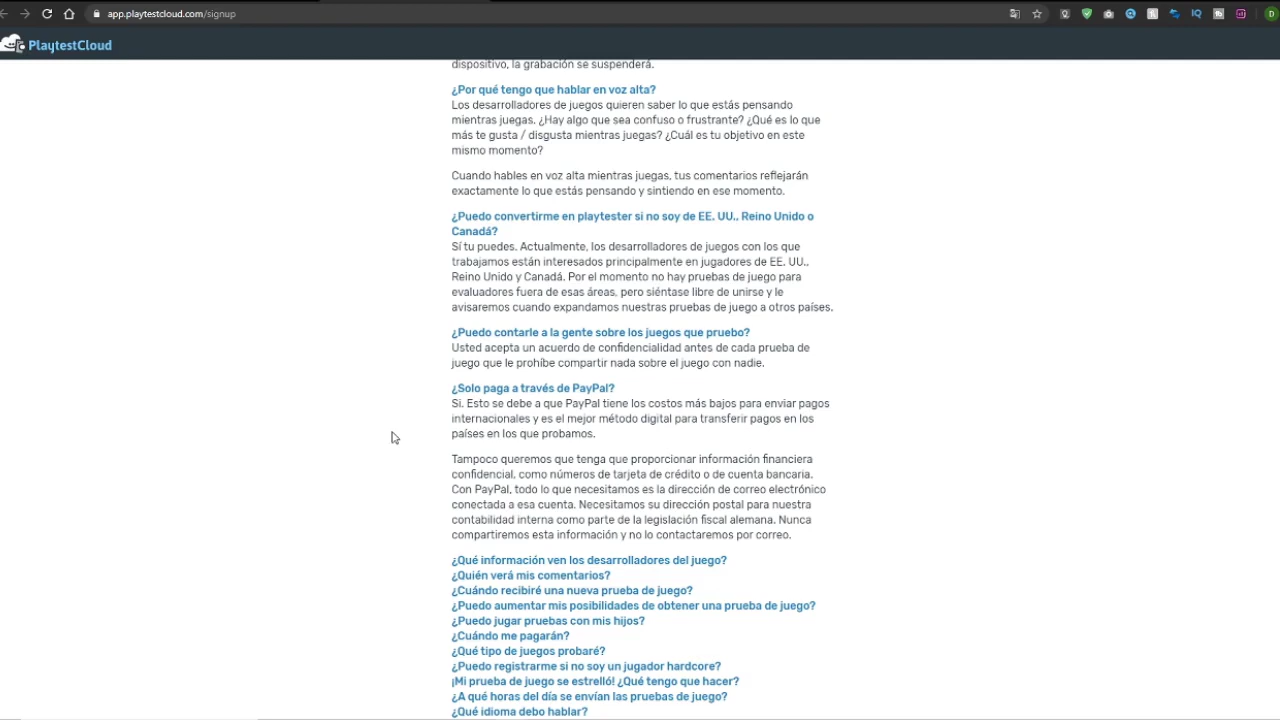 app.playtestcloud.com/signup
PlaytestCloud
dispositivo, la grabación se suspenderá.
¿Por qué tengo que hablar en voz alta?
Los desarrolladores de juegos quieren saber lo que estás pensando
mientras juegas. ¿Hay algo que sea confuso o frustrante? ¿Qué es lo que
más te gusta / disgusta mientras juegas? ¿Cuál es tu objetivo en este
mismo momento?
Cuando hables en voz alta mientras juegas, tus comentarios reflejarán
exactamente lo que estás pensando y sintiendo en ese momento.
¿Puedo convertirme en playtester si no soy de EE. UU., Reino Unido o
Canadá?
Sí tu puedes. Actualmente, los desarrolladores de juegos con los que
trabajamos están interesados principalmente en jugadores de EE. UU.,
Reino Unido y Canadá. Por el momento no hay pruebas de juego para
evaluadores fuera de esas áreas, pero siéntase libre de unirse y le
avisaremos cuando expandamos nuestras pruebas de juego a otros países.
¿Puedo contarle a la gente sobre los juegos que pruebo?
Usted acepta un acuerdo de confidencialidad antes de cada prueba de
juego que le prohíbe compartir nada sobre el juego con nadie.
¿Solo paga a través de PayPal?
Si. Esto se debe a que PayPal tiene los costos más bajos para enviar pagos
internacionales y es el mejor método digital para transferir pagos en los
países en los que probamos.
Tampoco queremos que tenga que proporcionar información financiera
confidencial, como números de tarjeta de crédito o de cuenta bancaria.
Con PayPal, todo lo que necesitamos es la dirección de correo electrónico
conectada a esa cuenta. Necesitamos su dirección postal para nuestra
contabilidad interna como parte de la legislación fiscal alemana. Nunca
compartiremos esta información y no lo contactaremos por correo.
¿Qué información ven los desarrolladores del juego?
¿Quién verá mis comentarios?
¿Cuándo recibiré una nueva prueba de juego?
¿Puedo aumentar mis posibilidades de obtener una prueba de juego?
¿Puedo jugar pruebas con mis hijos?
¿Cuándo me pagarán?
¿Qué tipo de juegos probaré?
¿Puedo registrarme si no soy un jugador hardcore?
¡Mi prueba de juego se estrelló! ¿Qué tengo que hacer?
¿A qué horas del día se envían las pruebas de juego?
¿Qué idioma debo hablar?